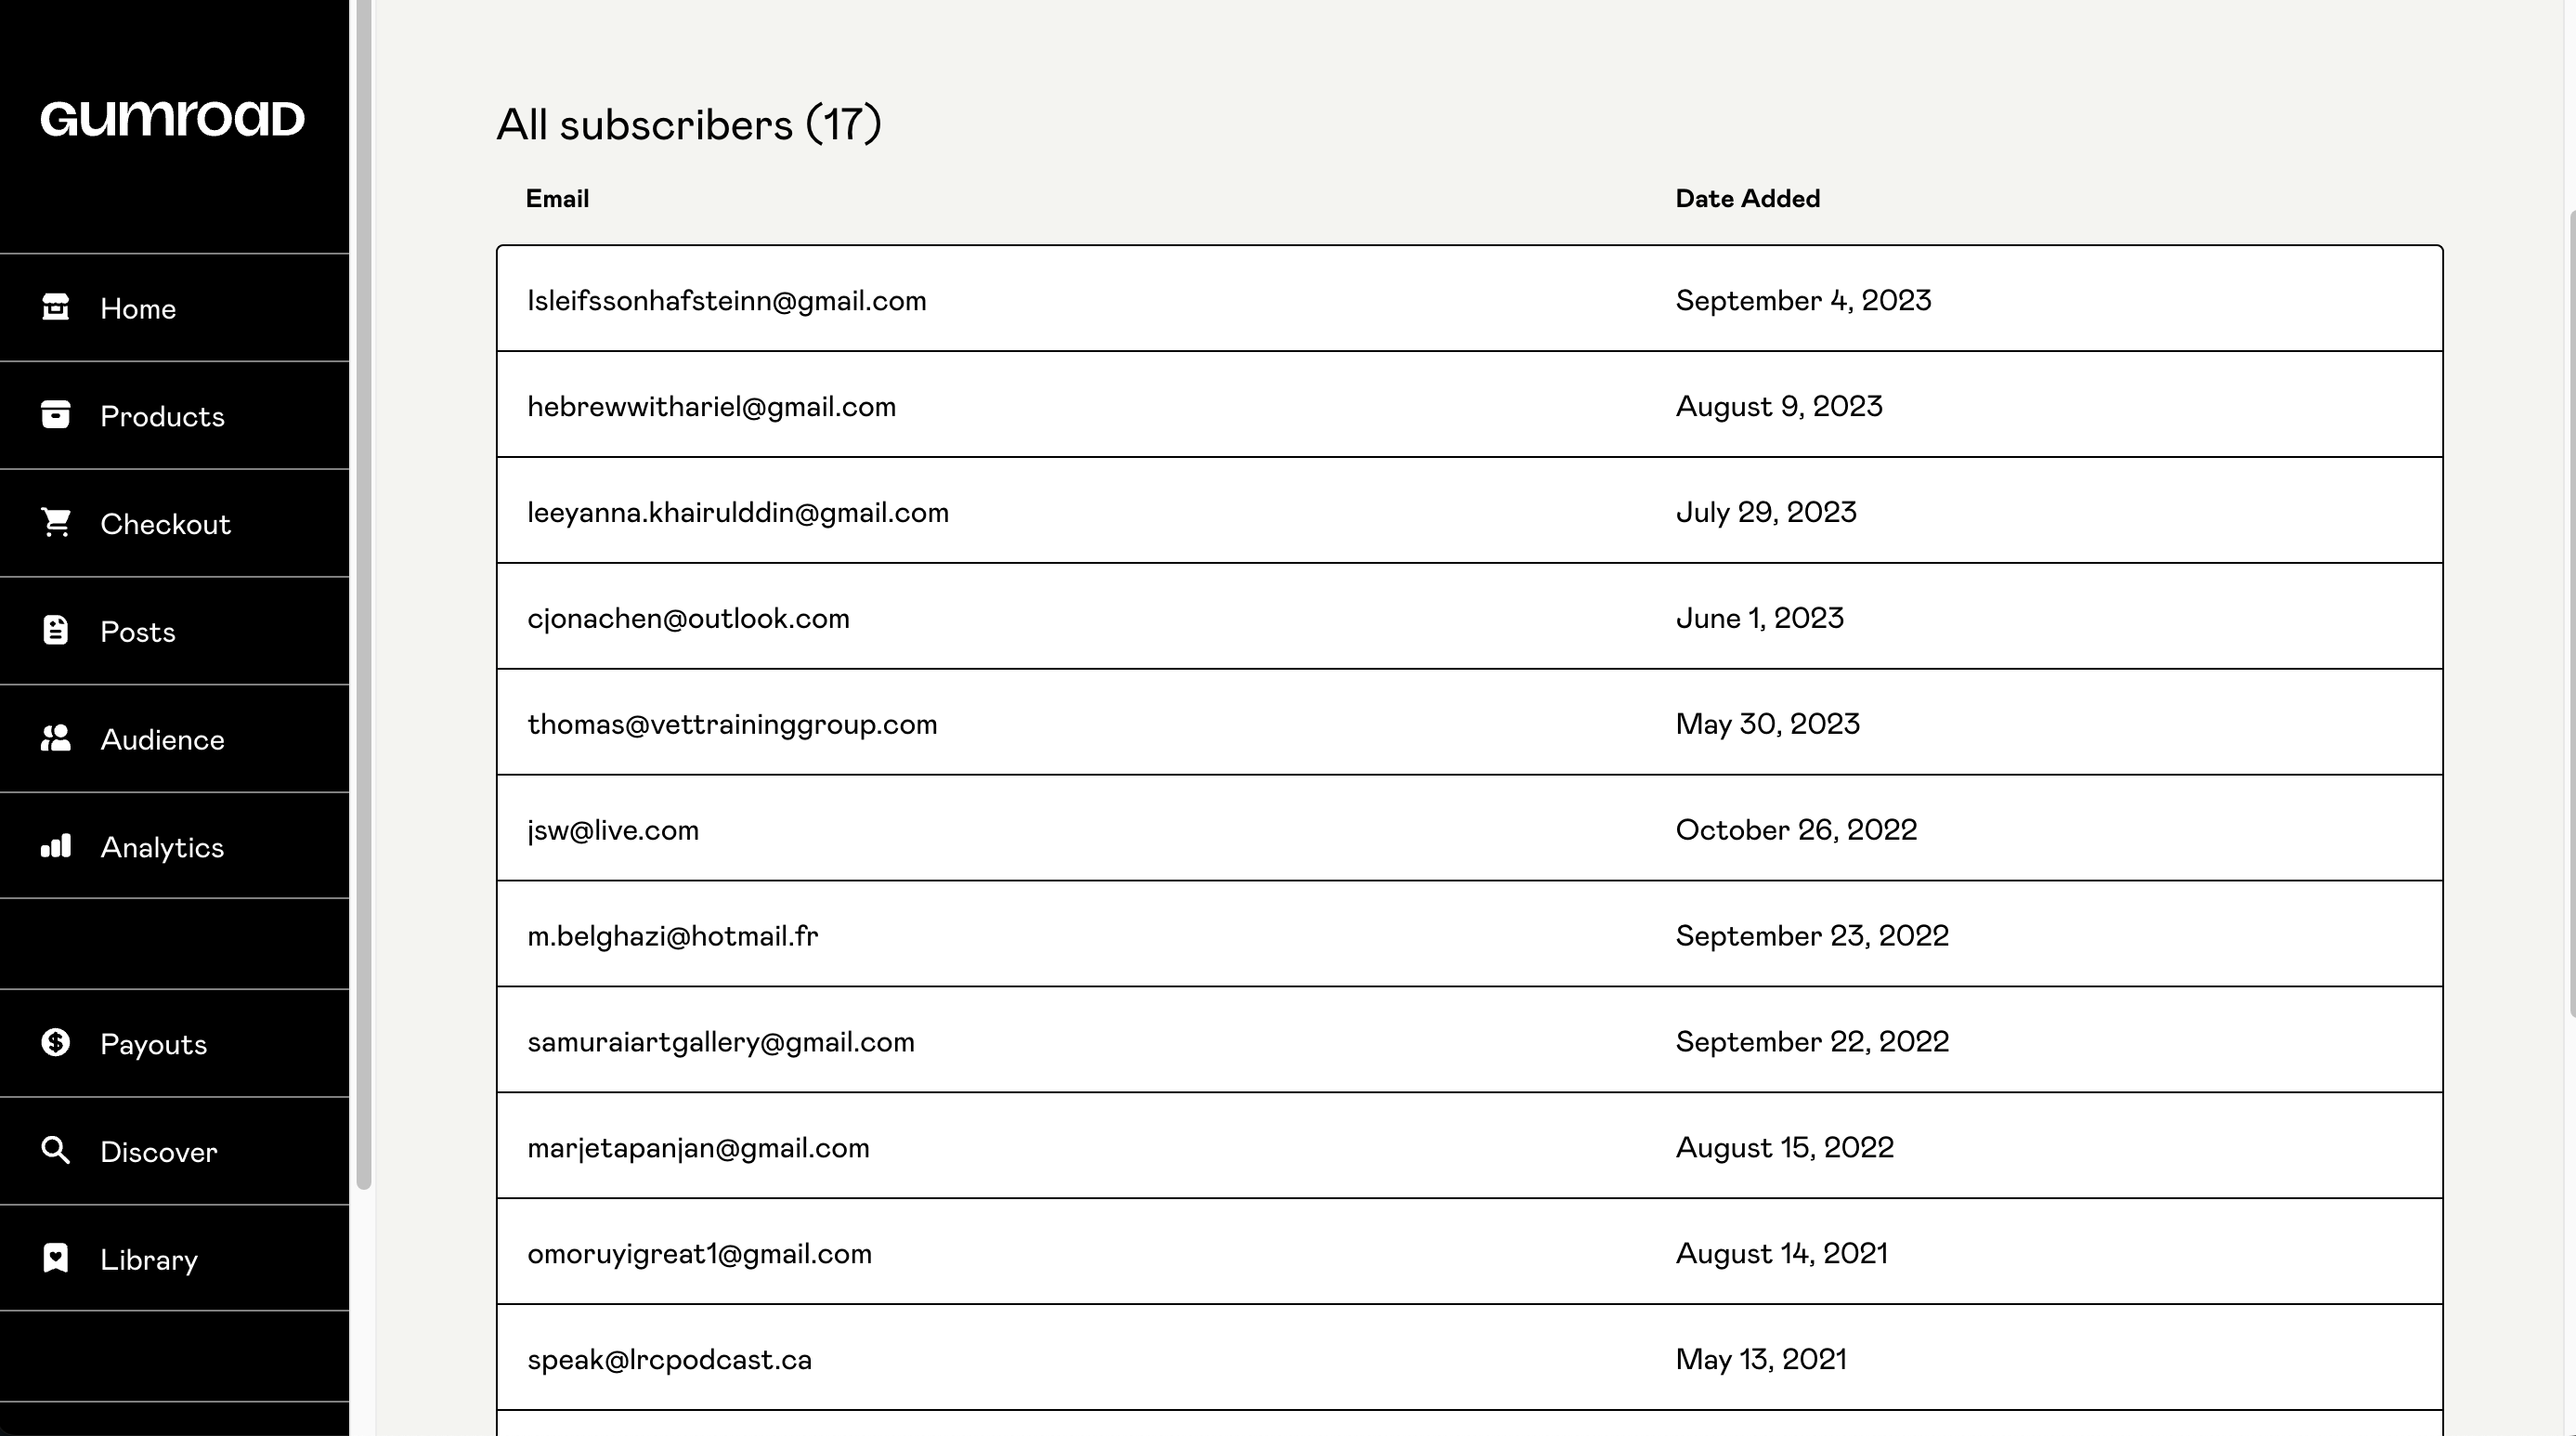 GUMROAD
Home
Products
Checkout
Posts
Audience
Analytics
Payouts
Discover
Library
All subscribers (17)
Email Date Added
lsleifssonhafsteinn@gmail.com September 4, 2023
hebrewwithariel@gmail.com August 9, 2023
leeyanna.khairulddin@gmail.com July 29, 2023
cjonachen@outlook.com June 1, 2023
thomas@vettraininggroup.com May 30, 2023
jsw@live.com October 26, 2022
m.belghazi@hotmail.fr September 23, 2022
samuraiartgallery@gmail.com September 22, 2022
marjetapanjan@gmail.com August 15, 2022
omoruyigreat1@gmail.com August 14, 2021
speak@lrcpodcast.ca May 13, 2021